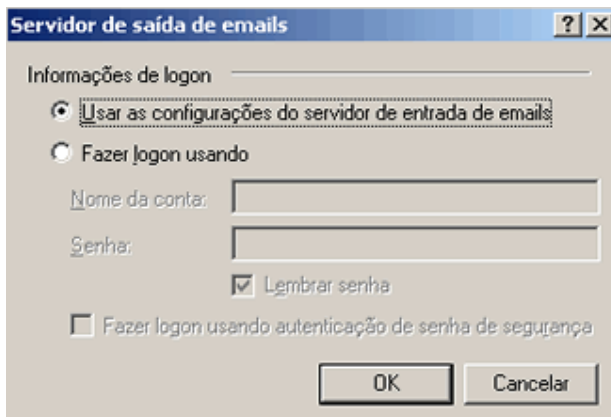 Servidor de saída de emails
Informações de logon
Usar as configurações do servidor de entrada de emails
Fazer logon usando
Nome da conta:
Senha:
Lembrar senha
Fazer logon usando autenticação de senha de segurança
OK Cancelar